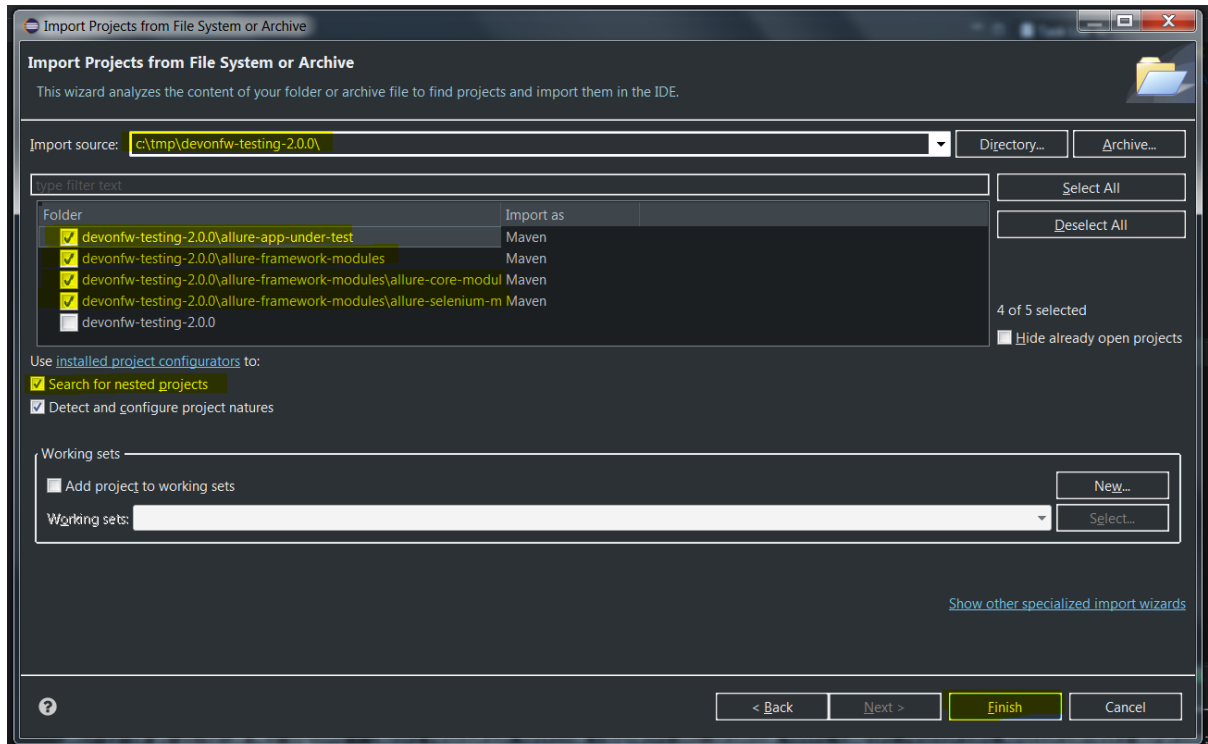 Import Projects from File System or Archive
Import Projects from File System or Archive
This wizard analyzes the content of your folder or archive file to find projects and import them in the IDE.
Import source: c:\tmp\devonfw-testing-2.0.0\ Directory... Archive...
type filter text Select All
Folder Import as
Deselect All
devonfw-testing-2.0.0\allure-app-under-test Maven
devonfw-testing-2.0.0\allure-framework-modules Maven
devonfw-testing-2.0.0\allure-framework-modules\allure-core-modul Maven
devonfw-testing-2.0.0\allure-framework-modules\allure-selenium-m Maven
devonfw-testing-2.0.0
4 of 5 selected
Hide already open projects
Use installed project configurators to:
Search for nested projects
Detect and configure project natures
Working sets
Add project to working sets New...
Working sets: Select...
Show other specialized import wizards
? < Back Next > Finish Cancel